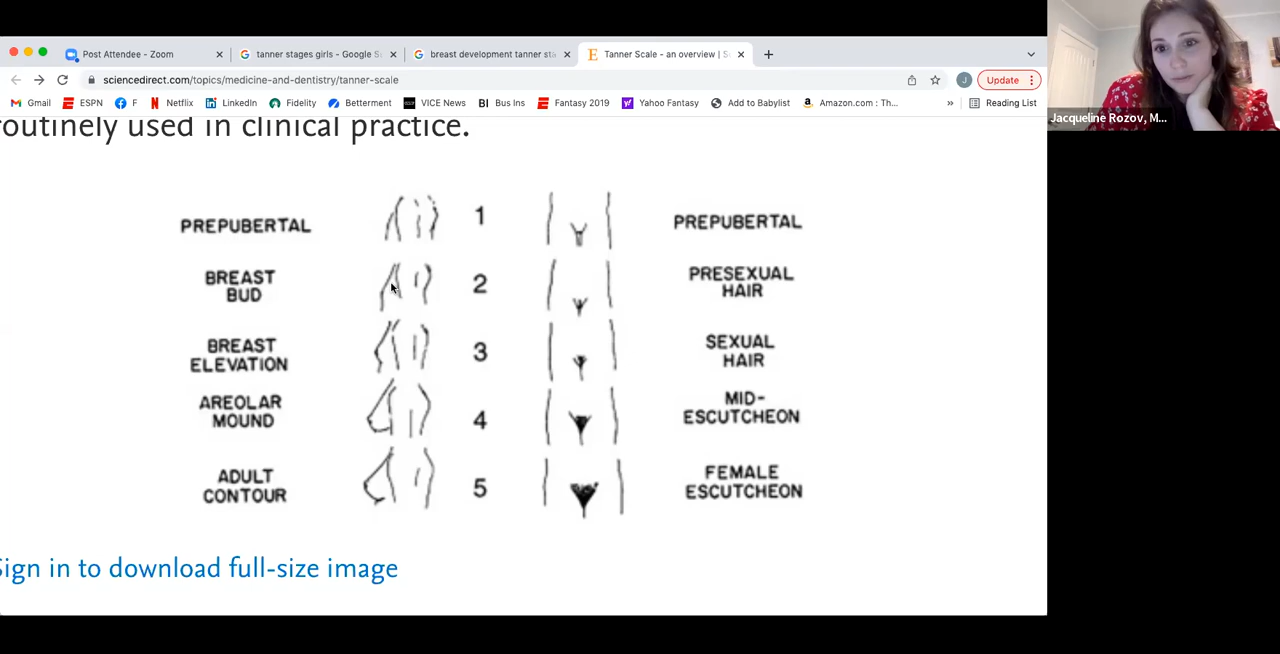 Post Attendee - Zoom
tanner stages girls - Google S
breast development tanner sta
Tanner Scale - an overview | S
sciencedirect.com/topics/medicine-and-dentistry/tanner-scale
J
Update
Gmail
ESPN
F
Netflix
LinkedIn
Fidelity
Betterment
VICE News
BI Bus Ins
Fantasy 2019
Yahoo Fantasy
Add to Babylist
Amazon.com : Th...
»
Reading List
Jacqueline Rozov, M...
routinely used in clinical practice.
PREPUBERTAL
1
PREPUBERTAL
BREAST
BUD
2
PRESEXUAL
HAIR
BREAST
ELEVATION
3
SEXUAL
HAIR
AREOLAR
MOUND
4
MID-
ESCUTCHEON
ADULT
CONTOUR
5
FEMALE
ESCUTCHEON
Sign in to download full-size image